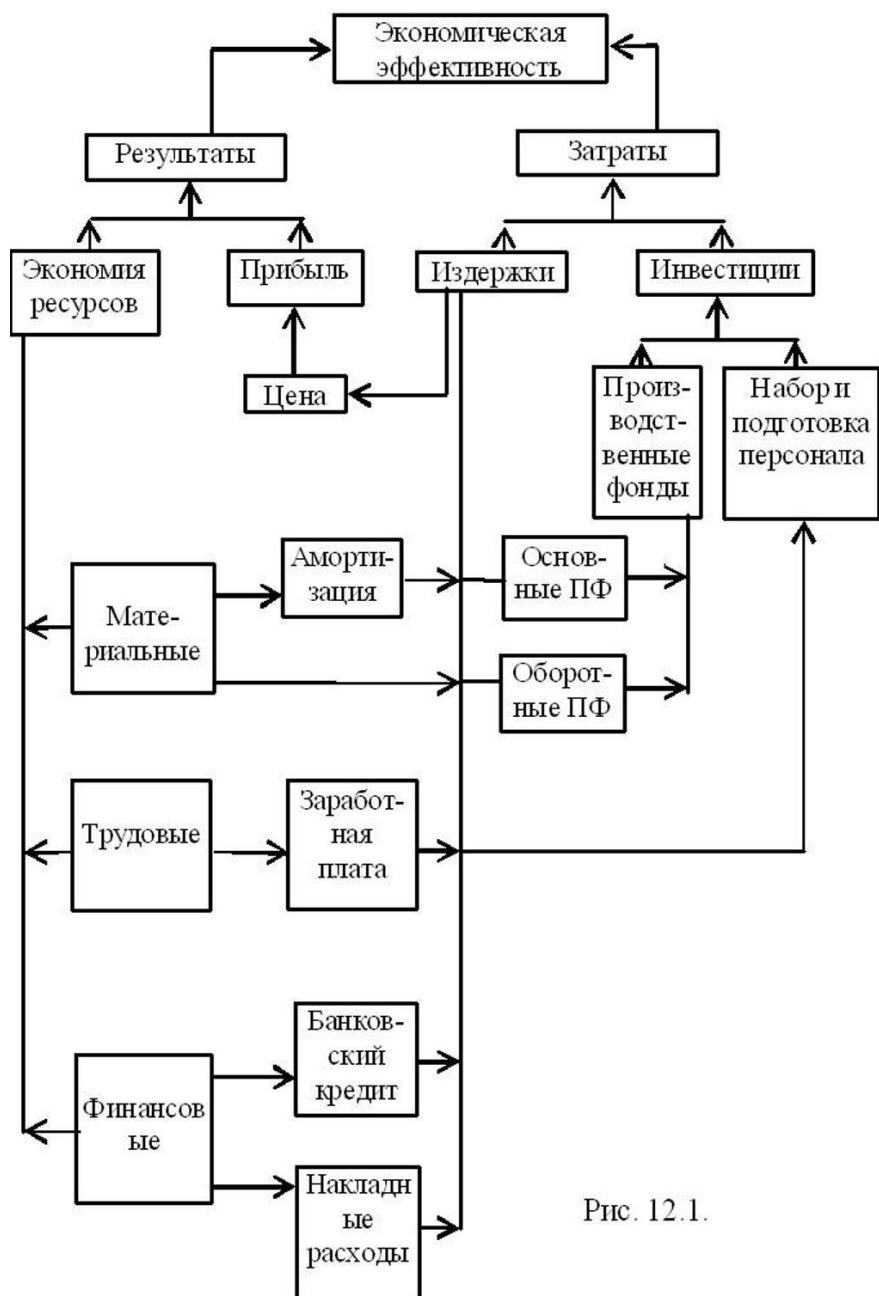 Экономическая
эффективность
Результаты
Затраты
Экономия
ресурсов
Прибыль
Издержки
Инвестиции
Цена
Произ-
водст-
венные
фонды
Набор и
подготовка
персонала
Аморти-
зация
Основ-
ные ПФ
Мате-
риальные
Оборот-
ные ПФ
Трудовые
Заработ-
ная
плата
Банков-
ский
кредит
Финансов
ые
Накладн
ые
расходы
Рис. 12.1.